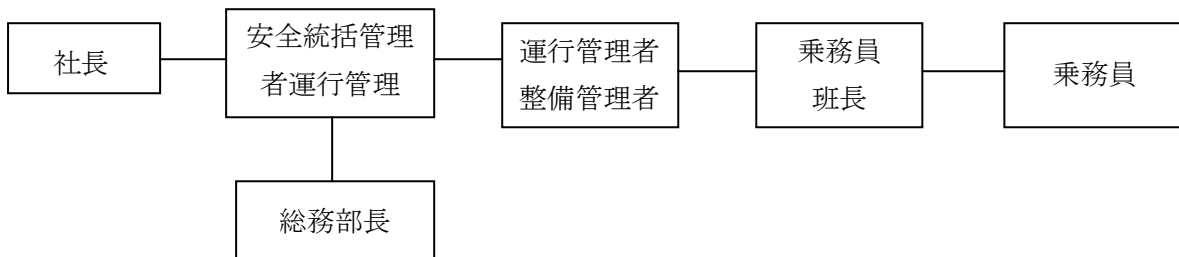 社長
安全統括管理
者運行管理
運行管理者
整備管理者
乗務員
班長
乗務員
総務部長